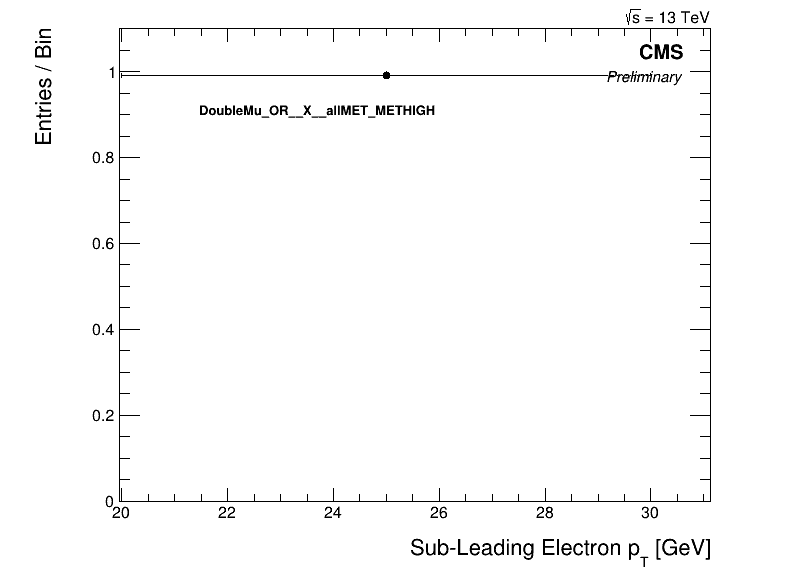 √s = 13 TeV
CMS
Preliminary
DoubleMu_OR__X__allMET_METHIGH
Entries / Bin
1
0.8
0.6
0.4
0.2
0
20 22 24 26 28 30
Sub-Leading Electron pT [GeV]